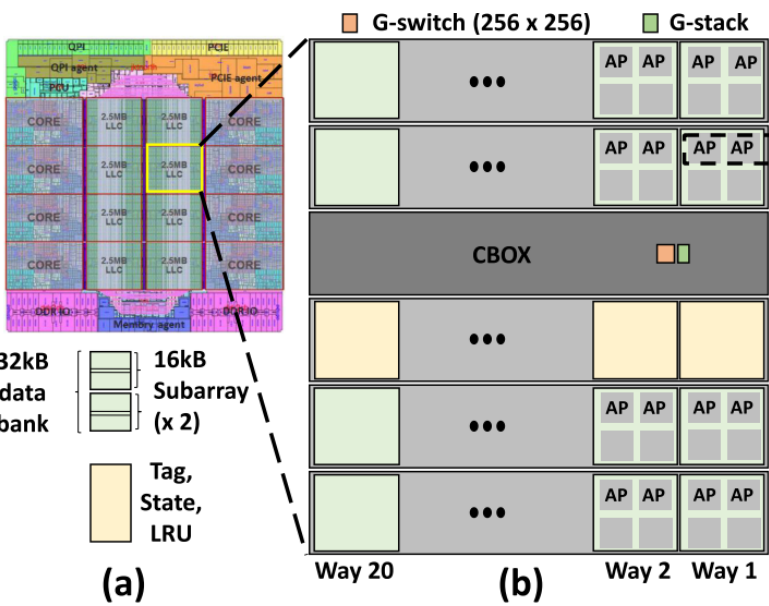 G-switch (256 x 256) G-stack
QPI PCIE
QPI agent PCIE agent
PCU
CORE 2.5MB LLC 2.5MB LLC CORE
CORE 2.5MB LLC 2.5MB LLC CORE
CORE 2.5MB LLC 2.5MB LLC CORE
CORE 2.5MB LLC 2.5MB LLC CORE
DDR IO DDR IO
Memory agent
32kB
data
bank
16kB
Subarray
(x 2)
Tag,
State,
LRU
(a)
••• AP AP AP AP
••• AP AP AP AP
CBOX
•••
••• AP AP AP AP
••• AP AP AP AP
Way 20 Way 2 Way 1
(b)